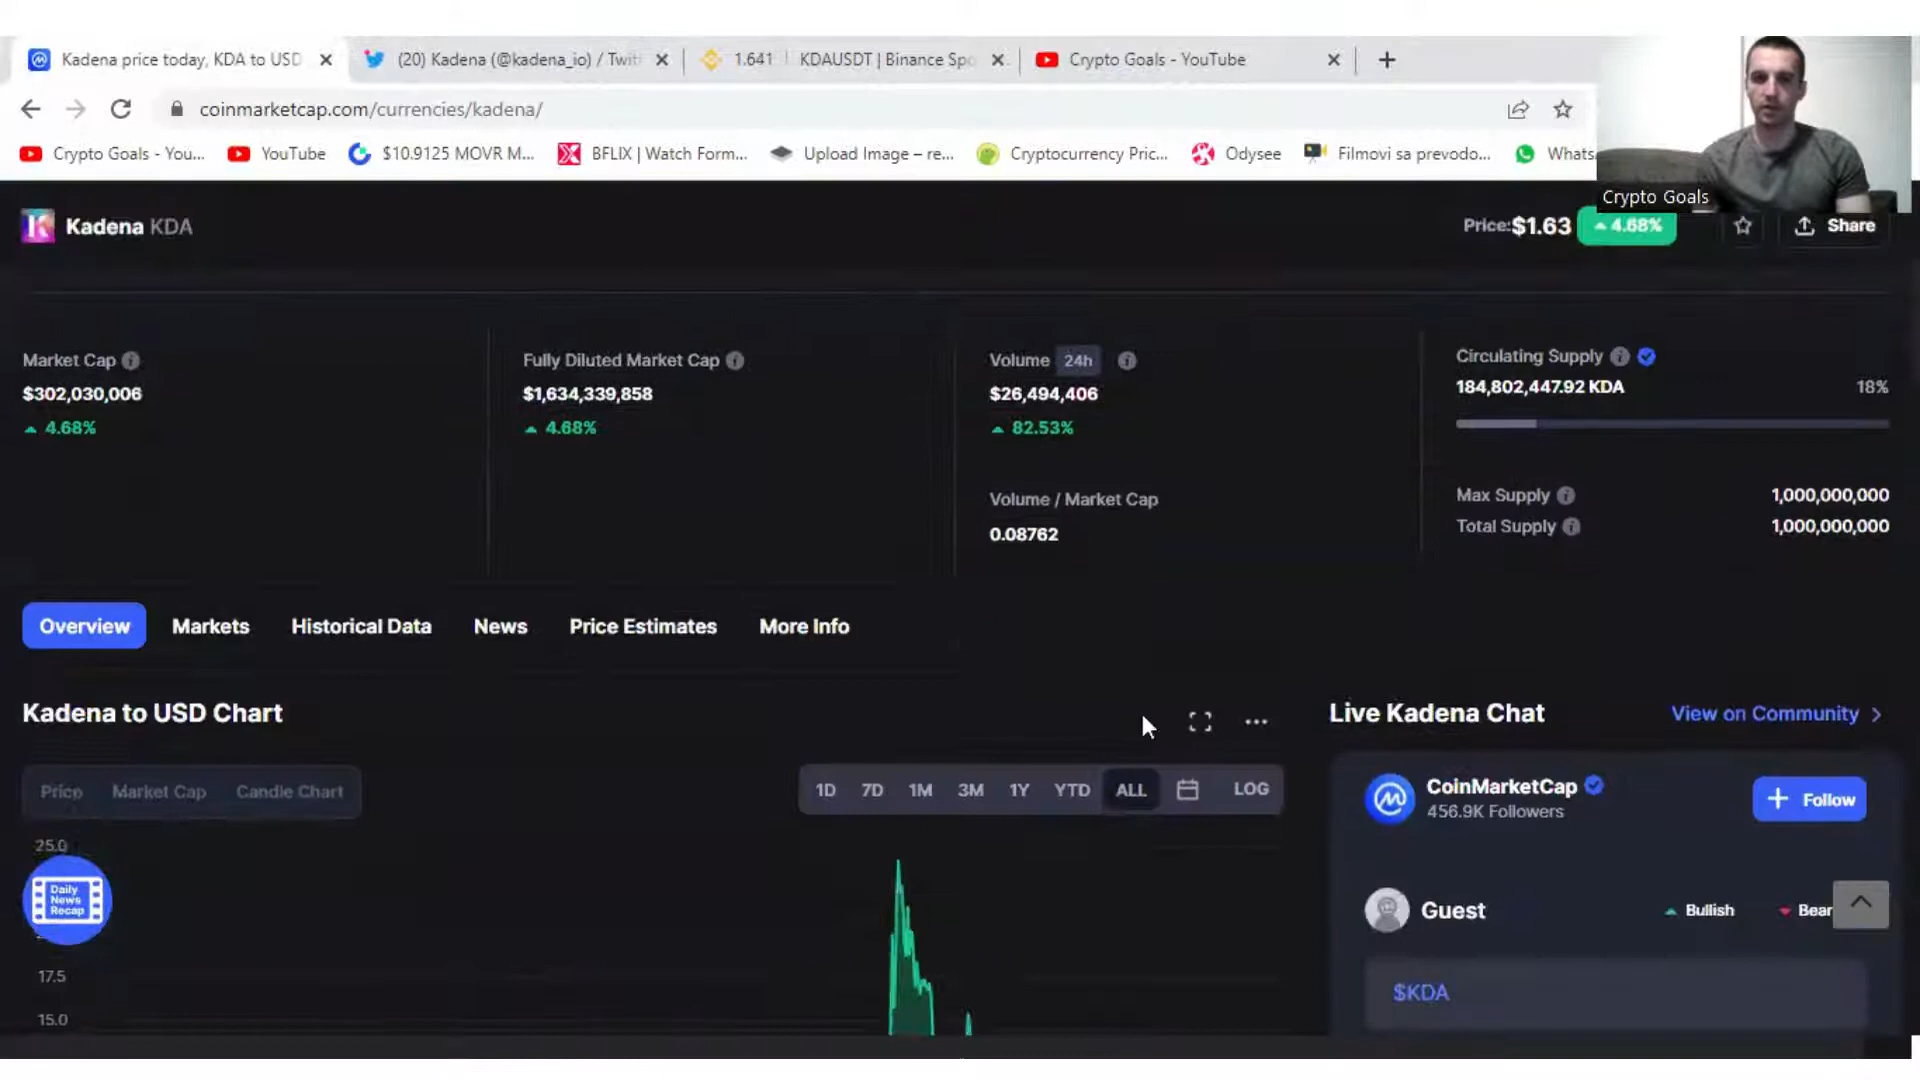 Kadena price today, KDA to USD
(20) Kadena (@kadena_io) / Twit
1.641 | KDAUSDT | Binance Spo
Crypto Goals - YouTube
coinmarketcap.com/currencies/kadena/
Crypto Goals - You...
YouTube
$10.9125 MOVR M...
BFLIX | Watch Form...
Upload Image – re...
Cryptocurrency Pric...
Odysee
Filmovi sa prevodo...
Whats
Crypto Goals
Kadena KDA
Price:$1.63
4.68%
Share
Market Cap
$302,030,006
4.68%
Fully Diluted Market Cap
$1,634,339,858
4.68%
Volume 24h
$26,494,406
82.53%
Volume / Market Cap
0.08762
Circulating Supply
184,802,447.92 KDA
18%
Max Supply
1,000,000,000
Total Supply
1,000,000,000
Overview
Markets
Historical Data
News
Price Estimates
More Info
Kadena to USD Chart
Price
Market Cap
Candle Chart
1D
7D
1M
3M
1Y
YTD
ALL
LOG
25.0
Daily
News
Recap
17.5
15.0
Live Kadena Chat
View on Community
CoinMarketCap
456.9K Followers
+ Follow
Guest
Bullish
Bear
$KDA